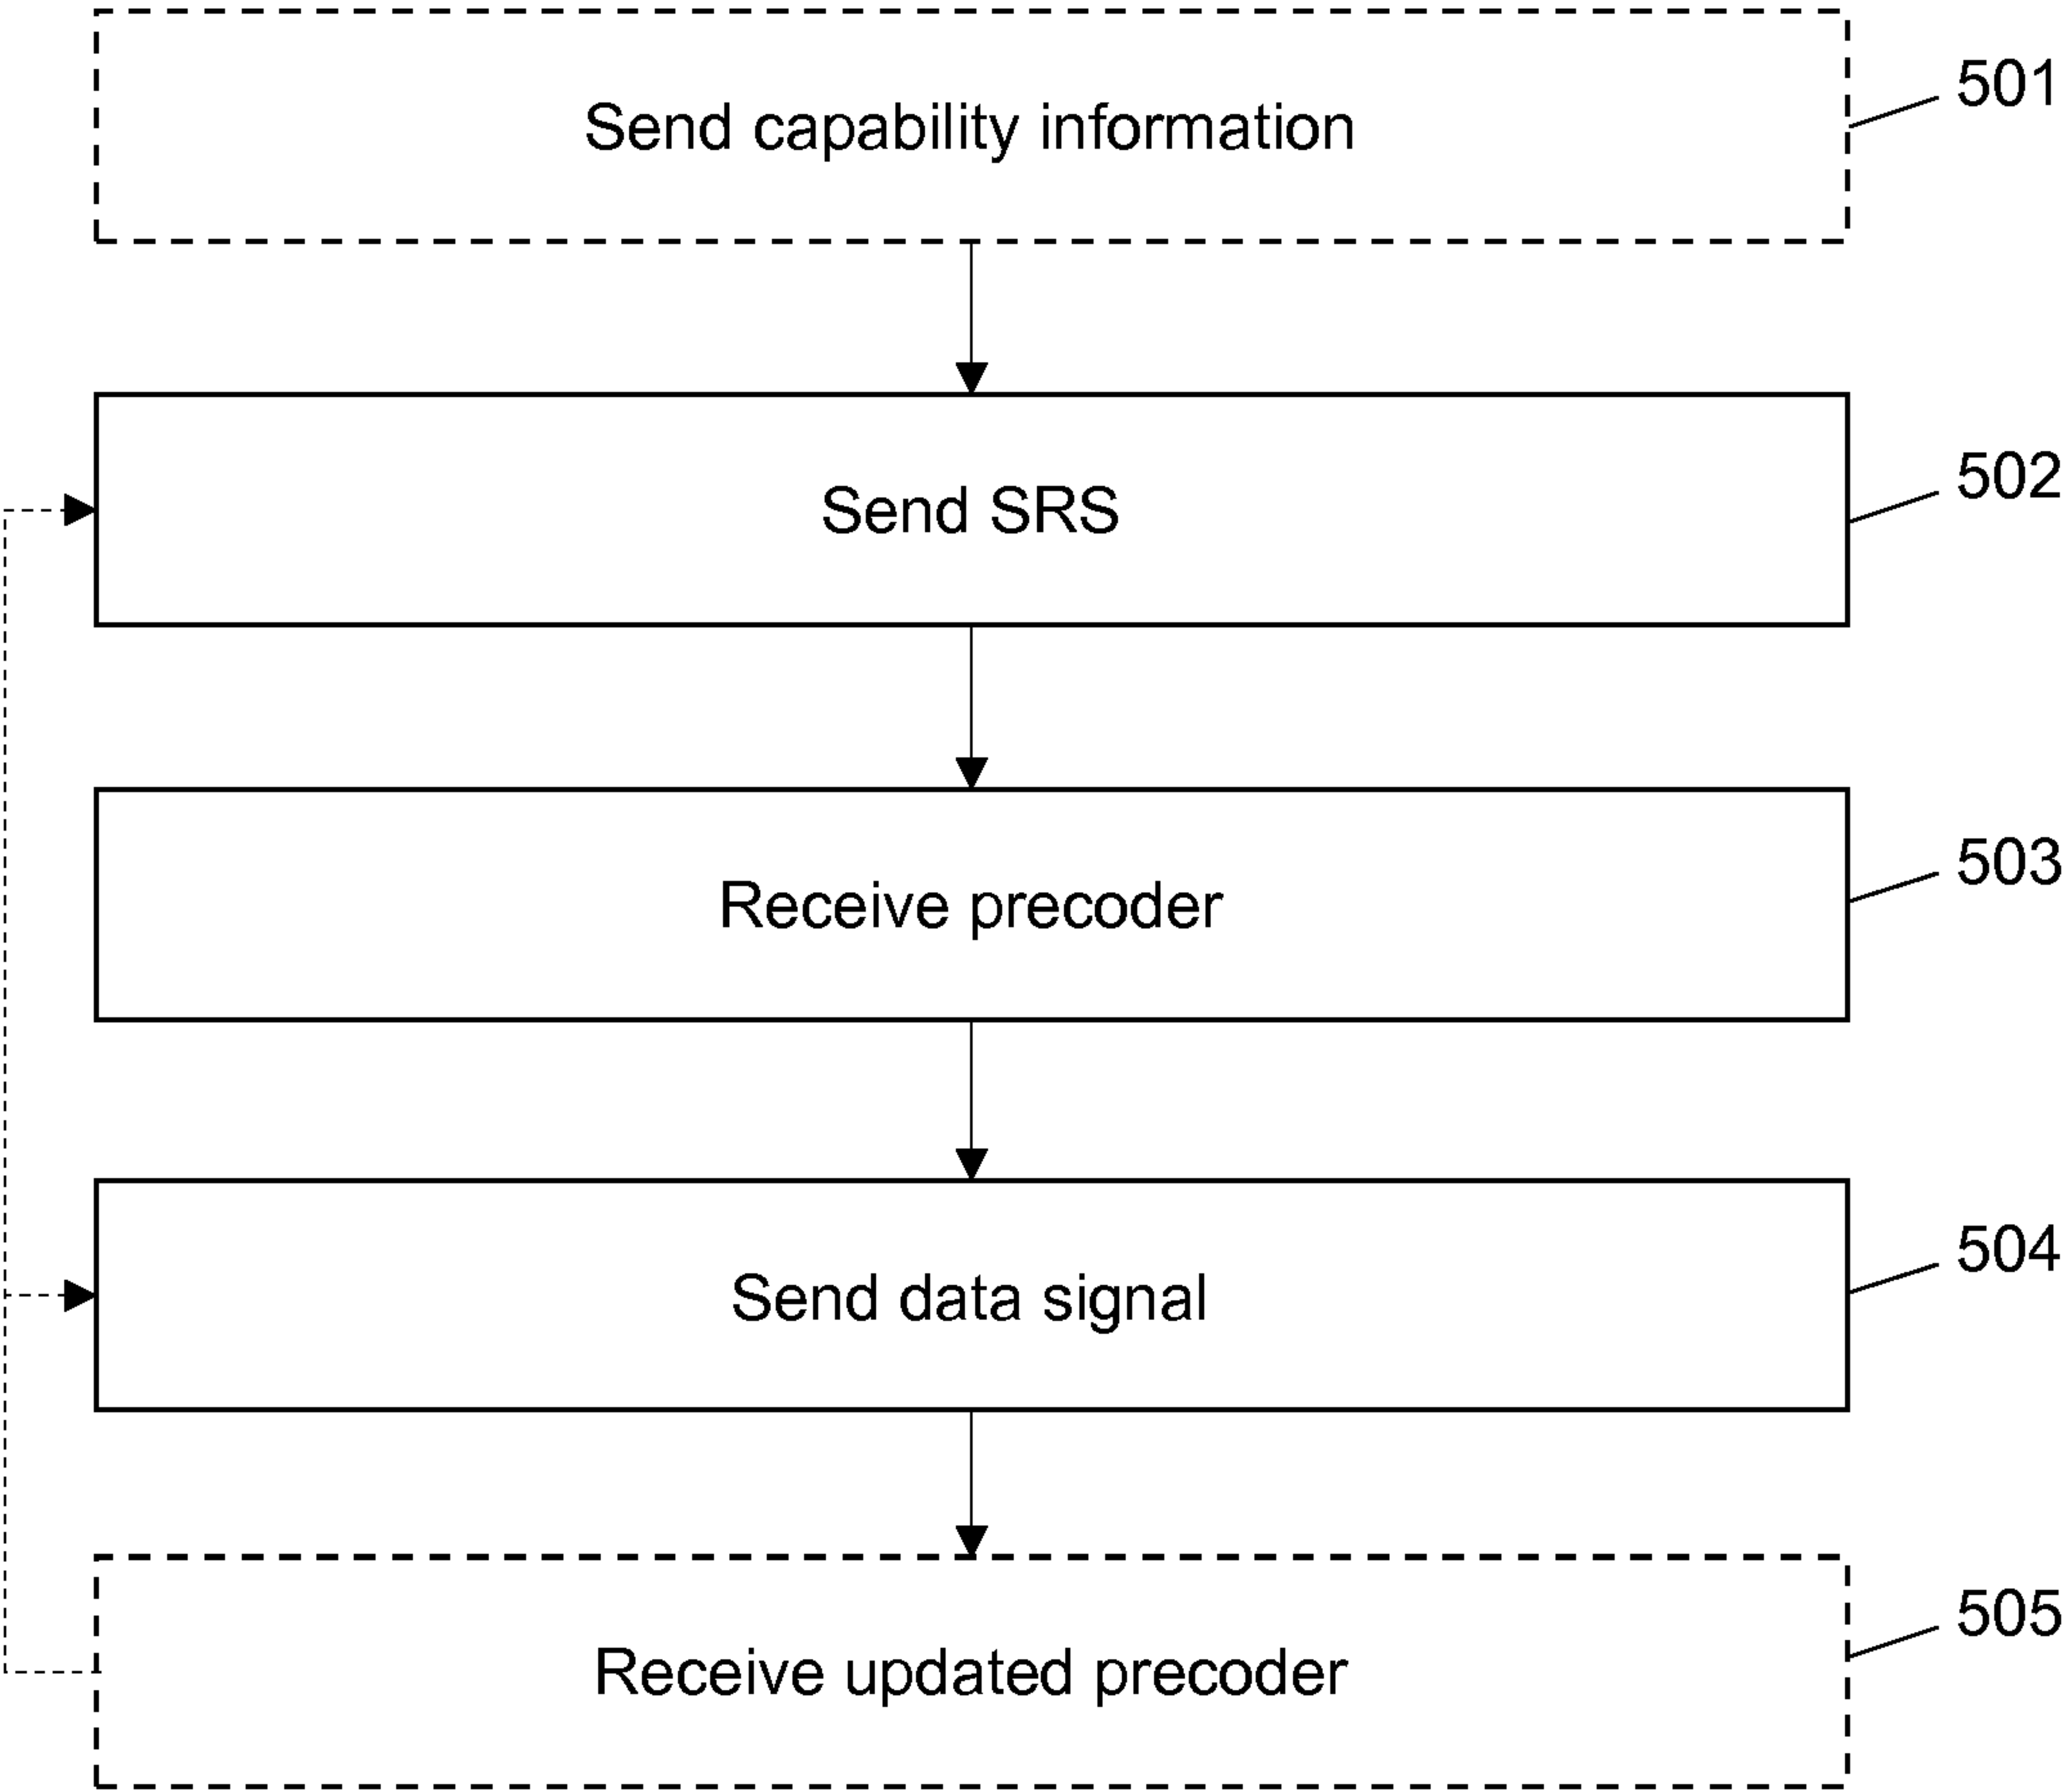 Send capability information
501
Send SRS
502
Receive precoder
503
Send data signal
504
Receive updated precoder
505